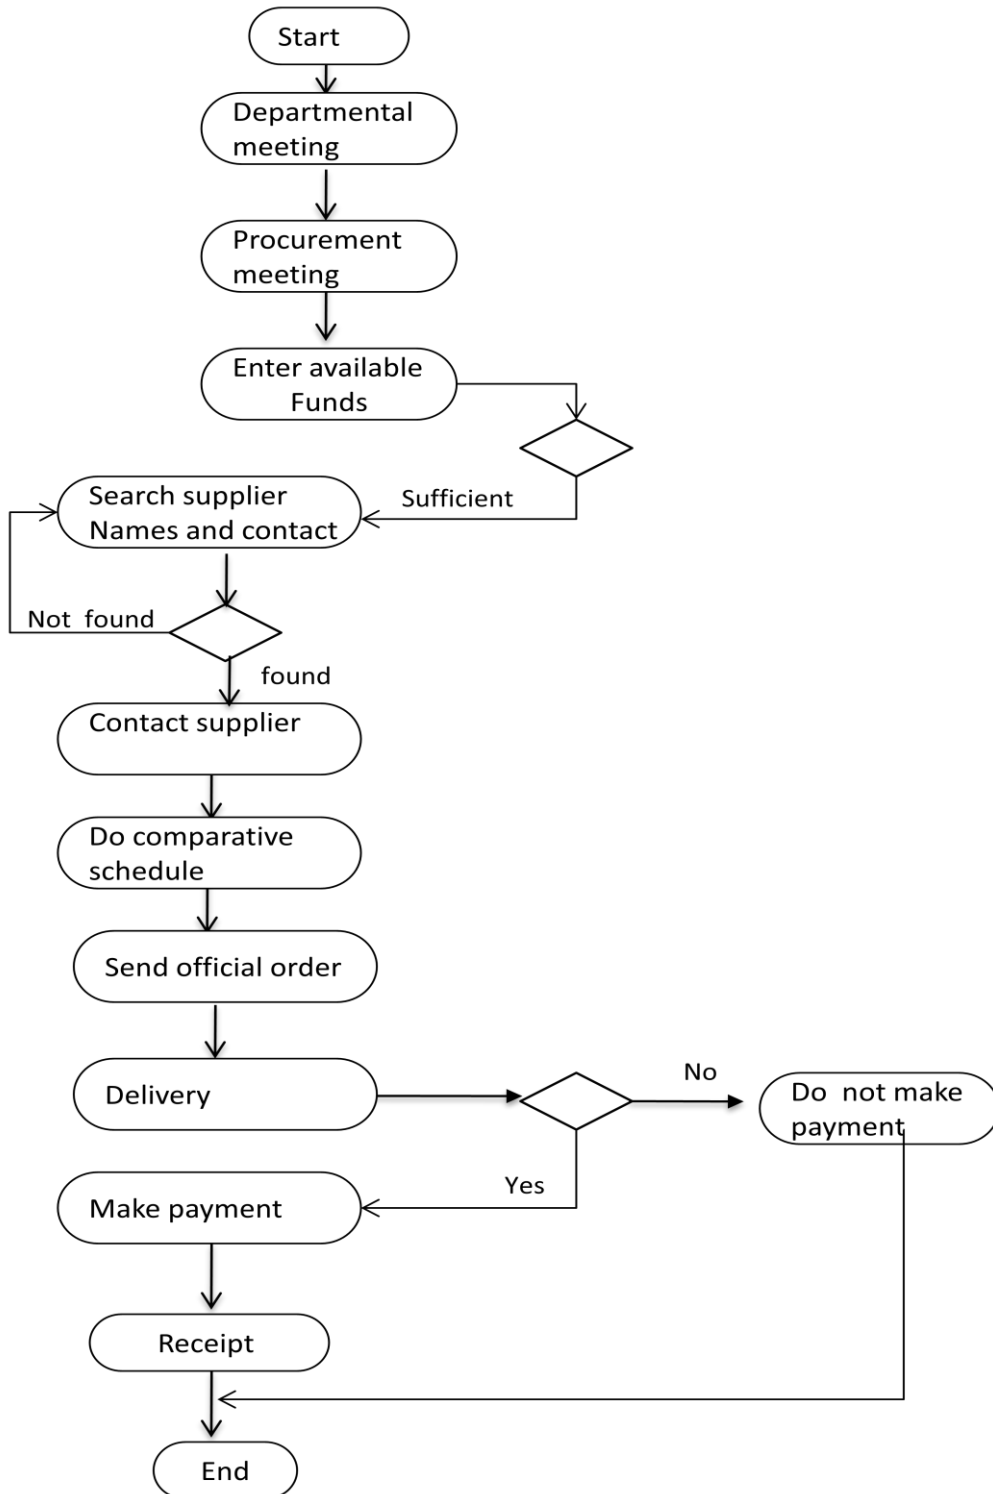 Start
Departmental
meeting
Procurement
meeting
Enter available
Funds
Sufficient
Search supplier
Names and contact
Not found
found
Contact supplier
Do comparative
schedule
Send official order
Delivery
No
Do not make
payment
Yes
Make payment
Receipt
End